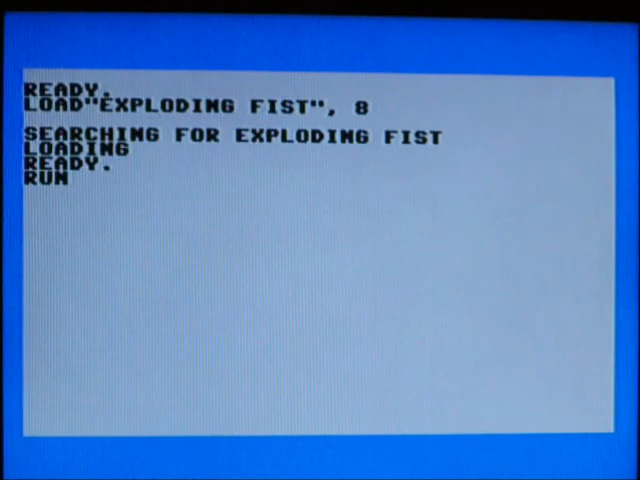 READY.
LOAD"EXPLODING FIST", 8
SEARCHING FOR EXPLODING FIST
LOADING
READY.
RUN